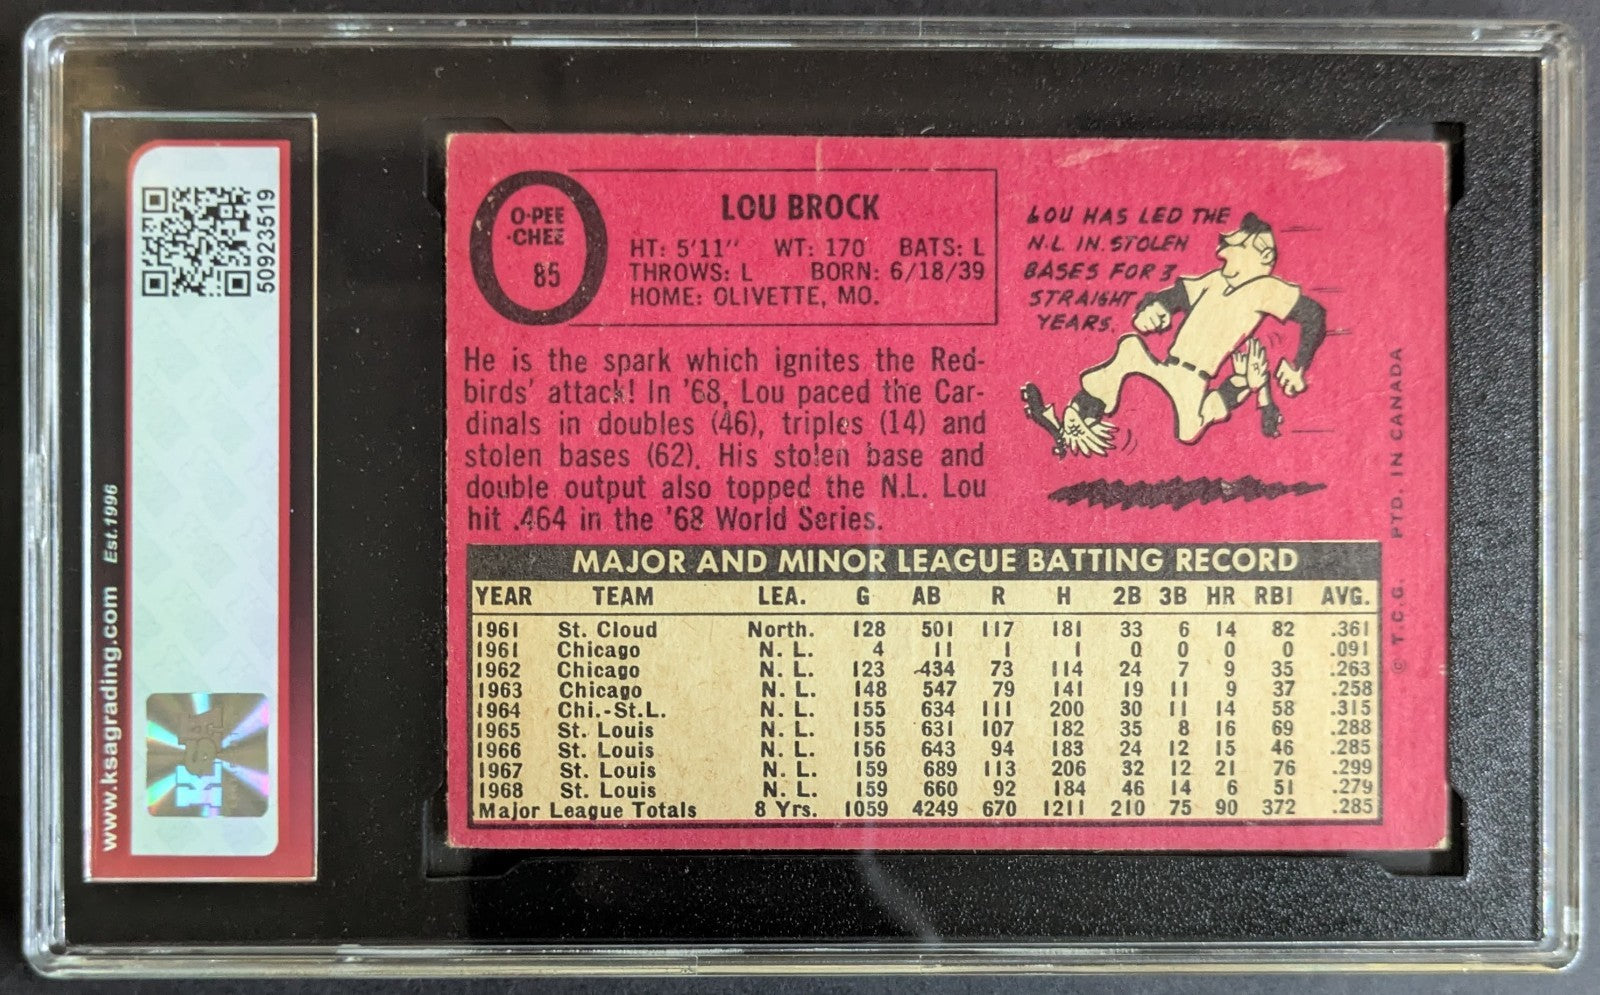 50923519
www.ksagrading.com Est.1996
KSA
O-PEE
-CHEE
85
LOU BROCK
HT: 5'11" WT: 170 BATS: L
THROWS: L BORN: 6/18/39
HOME: OLIVETTE, MO.
LOU HAS LED THE
N.L. IN STOLEN
BASES FOR 3
STRAIGHT
YEARS.
He is the spark which ignites the Red-
birds' attack! In '68, Lou paced the Car-
dinals in doubles (46), triples (14) and
stolen bases (62). His stolen base and
double output also topped the N.L. Lou
hit .464 in the '68 World Series.
MAJOR AND MINOR LEAGUE BATTING RECORD
YEAR TEAM LEA. G AB R H 2B 3B HR RBI AVG.
1961 St. Cloud North. 128 501 117 181 33 6 14 82 .361
1961 Chicago N. L. 4 11 1 1 0 0 0 0 .091
1962 Chicago N. L. 123 434 73 114 24 7 9 35 .263
1963 Chicago N. L. 148 547 79 141 19 11 9 37 .258
1964 Chi.-St.L. N. L. 155 634 111 200 30 11 14 58 .315
1965 St. Louis N. L. 155 631 107 182 35 8 16 69 .288
1966 St. Louis N. L. 156 643 94 183 24 12 15 46 .285
1967 St. Louis N. L. 159 689 113 206 32 12 21 76 .299
1968 St. Louis N. L. 159 660 92 184 46 14 6 51 .279
Major League Totals 8 Yrs. 1059 4249 670 1211 210 75 90 372 .285
© T.C.G. PTD. IN CANADA